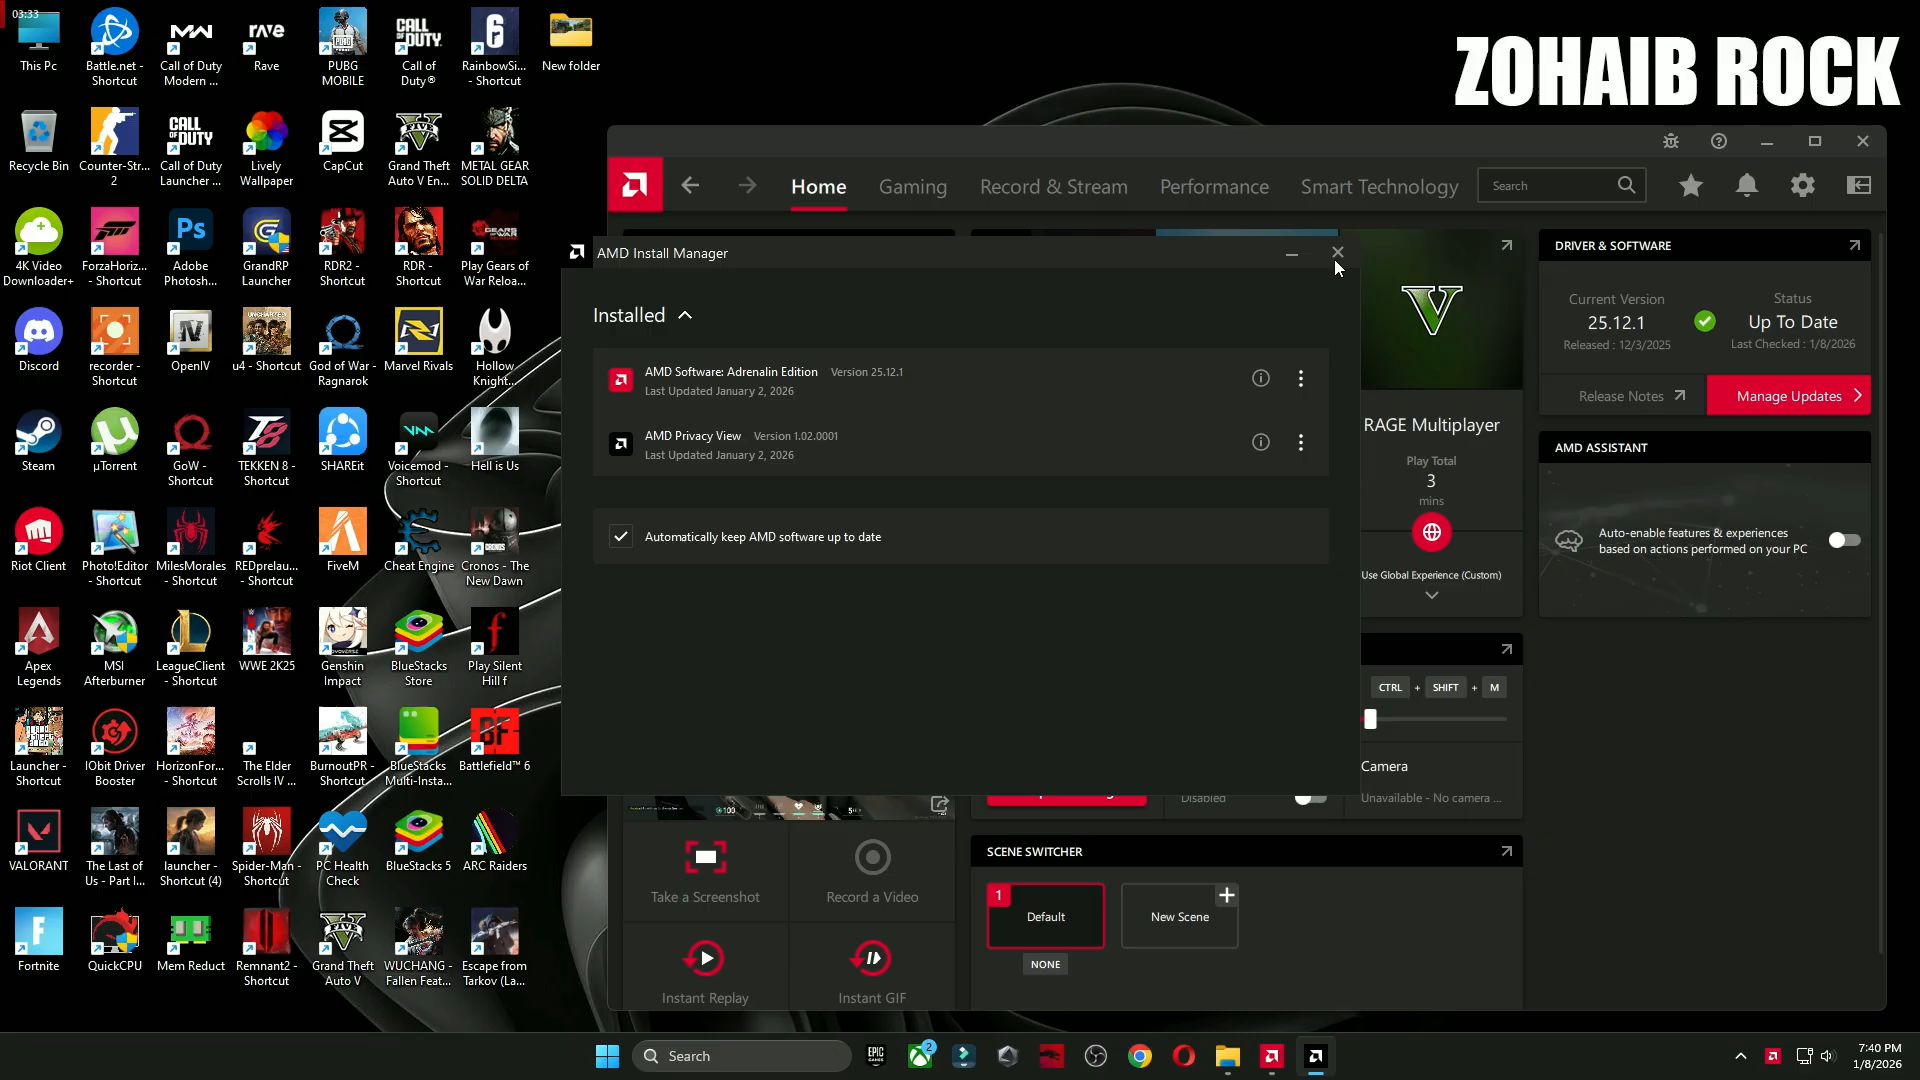 03:33
ZOHAIB ROCK
This Pc
Battle.net -
Shortcut
Call of Duty
Modern ...
Rave
PUBG
MOBILE
Call of
Duty®
RainbowSi...
- Shortcut
New folder
Recycle Bin
Counter-Str...
2
Call of Duty
Launcher ...
Lively
Wallpaper
CapCut
Grand Theft
Auto V En...
METAL GEAR
SOLID DELTA
4K Video
Downloader+
ForzaHoriz...
- Shortcut
Adobe
Photosh...
GrandRP
Launcher
RDR2 -
Shortcut
RDR -
Shortcut
Play Gears of
War Reloa...
Discord
recorder -
Shortcut
OpenIV
u4 - Shortcut
God of War -
Ragnarok
Marvel Rivals
Hollow
Knight...
Steam
µTorrent
GoW -
Shortcut
TEKKEN 8 -
Shortcut
SHAREit
Voicemod -
Shortcut
Hell is Us
Riot Client
Photo!Editor
- Shortcut
MilesMorales
- Shortcut
REDprelau...
- Shortcut
FiveM
Cheat Engine
Cronos - The
New Dawn
Apex
Legends
MSI
Afterburner
LeagueClient
- Shortcut
WWE 2K25
Genshin
Impact
BlueStacks
Store
Play Silent
Hill f
Launcher -
Shortcut
IObit Driver
Booster
HorizonFor...
- Shortcut
The Elder
Scrolls IV ...
BurnoutPR -
Shortcut
BlueStacks
Multi-Insta...
Battlefield™ 6
VALORANT
The Last of
Us - Part I...
launcher -
Shortcut (4)
Spider-Man -
Shortcut
PC Health
Check
BlueStacks 5
ARC Raiders
Fortnite
QuickCPU
Mem Reduct
Remnant2 -
Shortcut
Grand Theft
Auto V
WUCHANG -
Fallen Feat...
Escape from
Tarkov (La...
Home
Gaming
Record & Stream
Performance
Smart Technology
Search
AMD Install Manager
Installed
AMD Software: Adrenalin Edition Version 25.12.1
Last Updated January 2, 2026
AMD Privacy View Version 1.02.0001
Last Updated January 2, 2026
Automatically keep AMD software up to date
RAGE Multiplayer
Play Total
3
mins
Use Global Experience (Custom)
CTRL + SHIFT + M
Camera
Unavailable - No camera ...
Disabled
DRIVER & SOFTWARE
Current Version
25.12.1
Released : 12/3/2025
Status
Up To Date
Last Checked : 1/8/2026
Release Notes
Manage Updates
AMD ASSISTANT
Auto-enable features & experiences
based on actions performed on your PC
Take a Screenshot
Record a Video
Instant Replay
Instant GIF
SCENE SWITCHER
1
Default
New Scene
NONE
Search
2
7:40 PM
1/8/2026